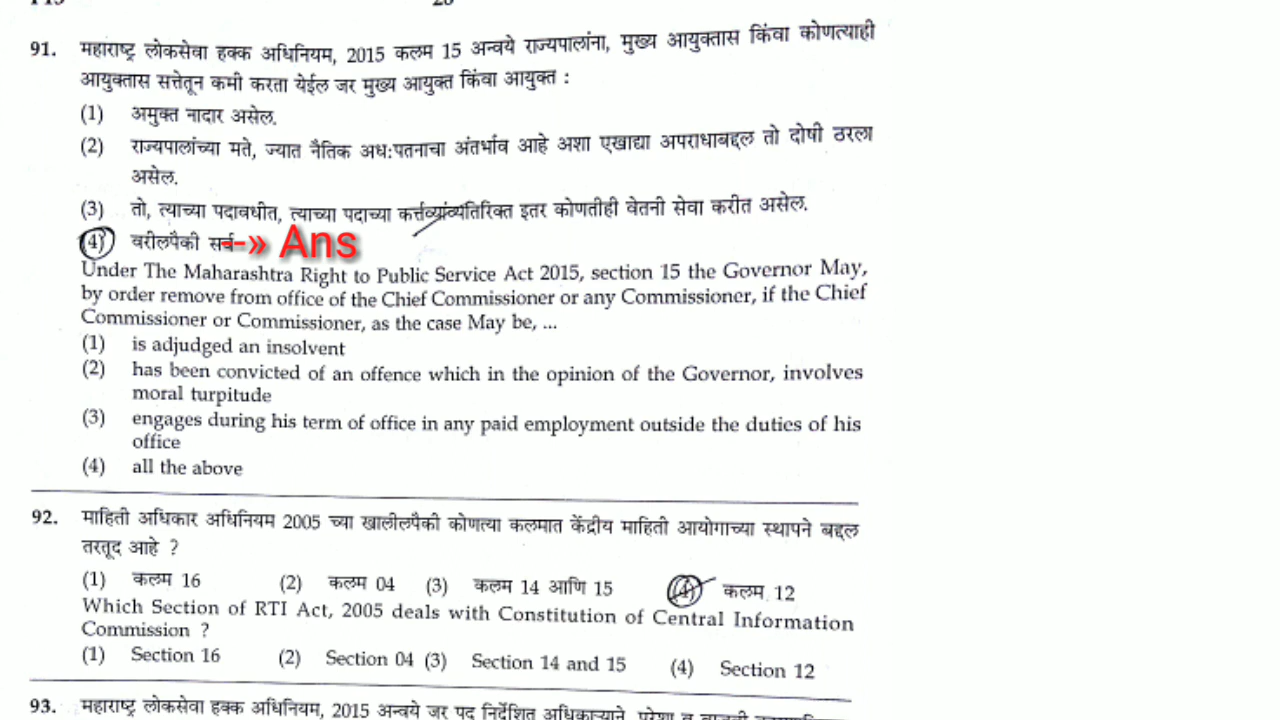 91. महाराष्ट्र लोकसेवा हक्क अधिनियम, 2015 कलम 15 अन्वये राज्यपालांना, मुख्य आयुक्तास किंवा कोणत्याही
आयुक्तास सत्तेतून कमी करता येईल जर मुख्य आयुक्त किंवा आयुक्त :
(1) अमुक्त नादार असेल.
(2) राज्यपालांच्या मते, ज्यात नैतिक अध:पतनाचा अंतर्भाव आहे अशा एखाद्या अपराधाबद्दल तो दोषी ठरला
असेल.
(3) तो, त्याच्या पदावधीत, त्याच्या पदाच्या कर्त्तव्यांव्यतिरिक्त इतर कोणतीही वेतनी सेवा करीत असेल.
(4) वरीलपैकी सर्व --» Ans
Under The Maharashtra Right to Public Service Act 2015, section 15 the Governor May,
by order remove from office of the Chief Commissioner or any Commissioner, if the Chief
Commissioner or Commissioner, as the case May be, ...
(1) is adjudged an insolvent
(2) has been convicted of an offence which in the opinion of the Governor, involves
moral turpitude
(3) engages during his term of office in any paid employment outside the duties of his
office
(4) all the above
92. माहिती अधिकार अधिनियम 2005 च्या खालीलपैकी कोणत्या कलमात केंद्रीय माहिती आयोगाच्या स्थापने बद्दल
तरतूद आहे ?
(1) कलम 16 (2) कलम 04 (3) कलम 14 आणि 15 (4) कलम 12
Which Section of RTI Act, 2005 deals with Constitution of Central Information
Commission ?
(1) Section 16 (2) Section 04 (3) Section 14 and 15 (4) Section 12
93. महाराष्ट्र लोकसेवा हक्क अधिनियम, 2015 अन्वये जर पद निर्देशित अधिकाऱ्याने